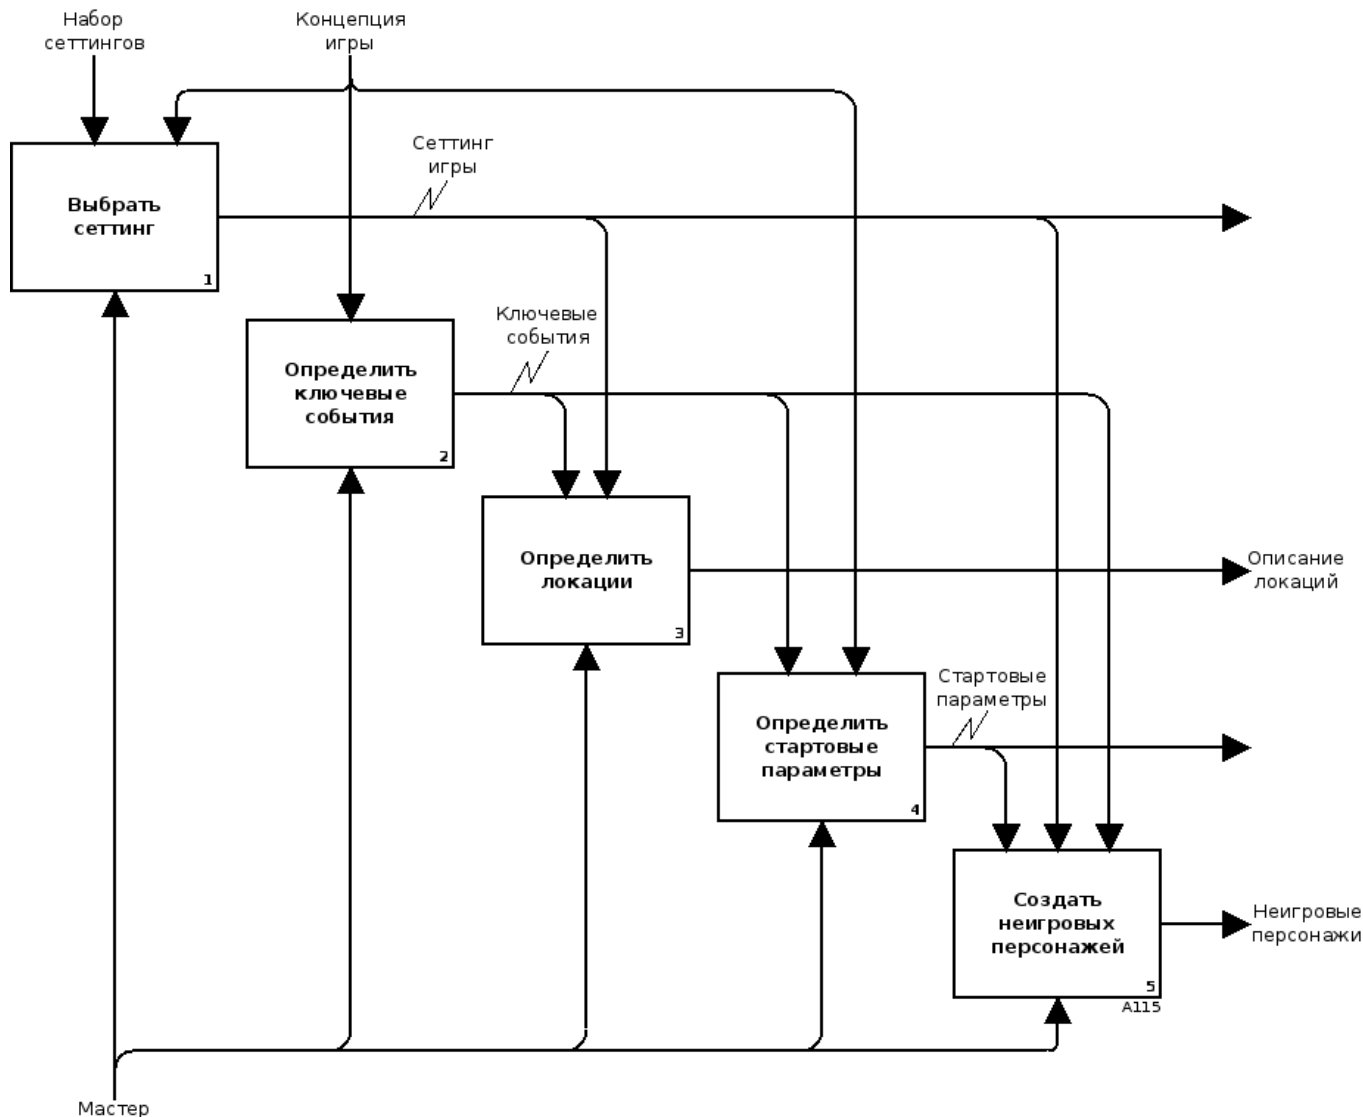 Набор
сеттингов
Концепция
игры
Сеттинг
игры
Выбрать
сеттинг
1
Ключевые
события
Определить
ключевые
события
2
Определить
локации
3
Описание
локаций
Стартовые
параметры
Определить
стартовые
параметры
4
Создать
неигровых
персонажей
5
A115
Неигровые
персонажи
Мастер